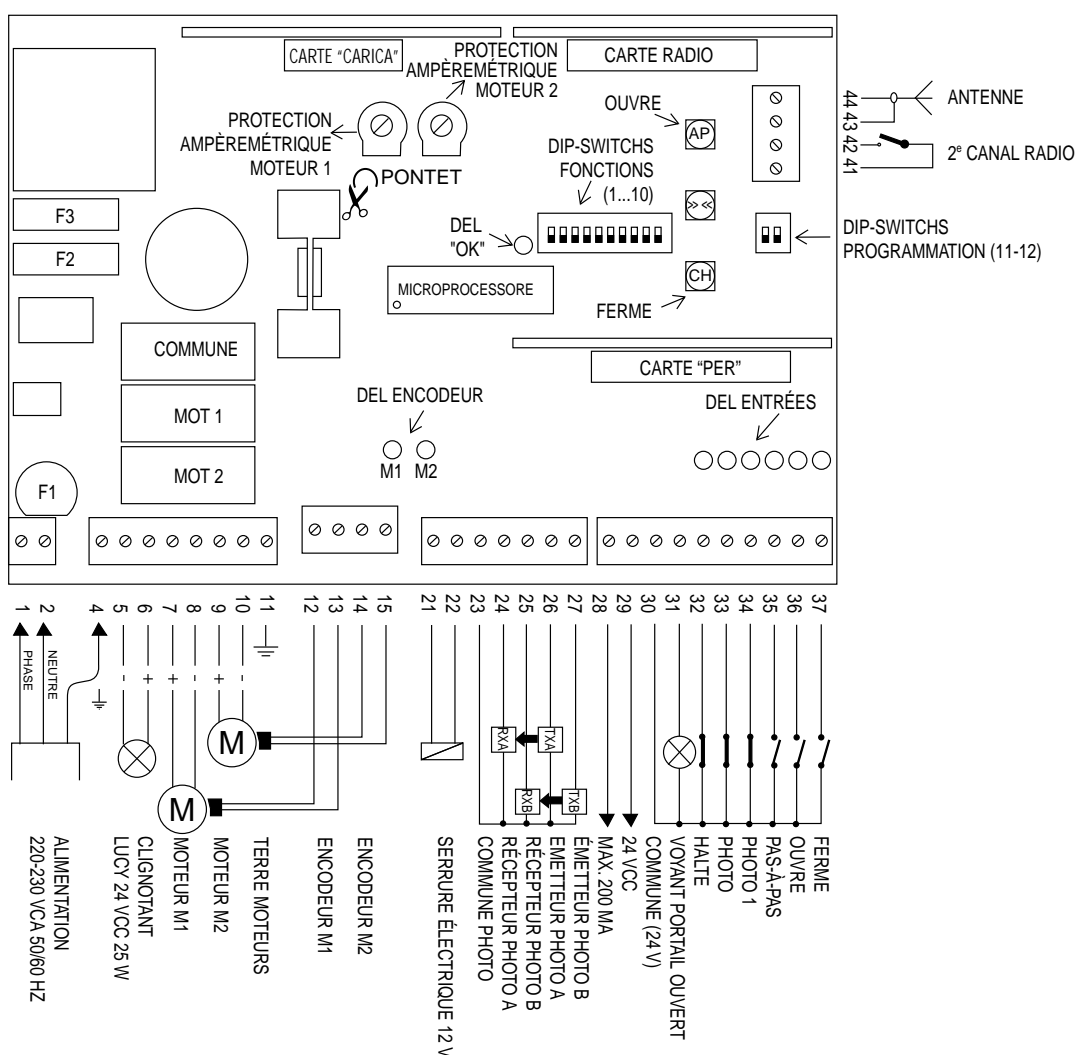 CARTE "CARICA"
PROTECTION
AMPÈREMÉTRIQUE
MOTEUR 2
CARTE RADIO
PROTECTION
AMPÈREMÉTRIQUE
MOTEUR 1
PONTET
OUVRE
AP
DIP-SWITCHS
FONCTIONS
(1...10)
>> <<
DEL
"OK"
CH
FERME
MICROPROCESSORE
44
43
42
41
ANTENNE
2e CANAL RADIO
DIP-SWITCHS
PROGRAMMATION (11-12)
F3
F2
COMMUNE
MOT 1
MOT 2
F1
CARTE "PER"
DEL ENCODEUR
M1 M2
DEL ENTRÉES
1 2 4 5 6 7 8 9 10 11 12 13 14 15 21 22 23 24 25 26 27 28 29 30 31 32 33 34 35 36 37
PHASE
NEUTRE
- + + - + -
M
M
RXA
TXA
RXB
TXB
ALIMENTATION
220-230 VCA 50/60 HZ
CLIGNOTANT
LUCY 24 VCC 25 W
MOTEUR M1
MOTEUR M2
TERRE MOTEURS
ENCODEUR M1
ENCODEUR M2
SERRURE ÉLECTRIQUE 12 V
COMMUNE PHOTO
RÉCEPTEUR PHOTO A
RÉCEPTEUR PHOTO B
EMETTEUR PHOTO A
ÉMETTEUR PHOTO B
MAX. 200 MA
24 VCC
COMMUNE (24 V)
VOYANT PORTAIL OUVERT
HALTE
PHOTO
PHOTO 1
PAS-À-PAS
OUVRE
FERME